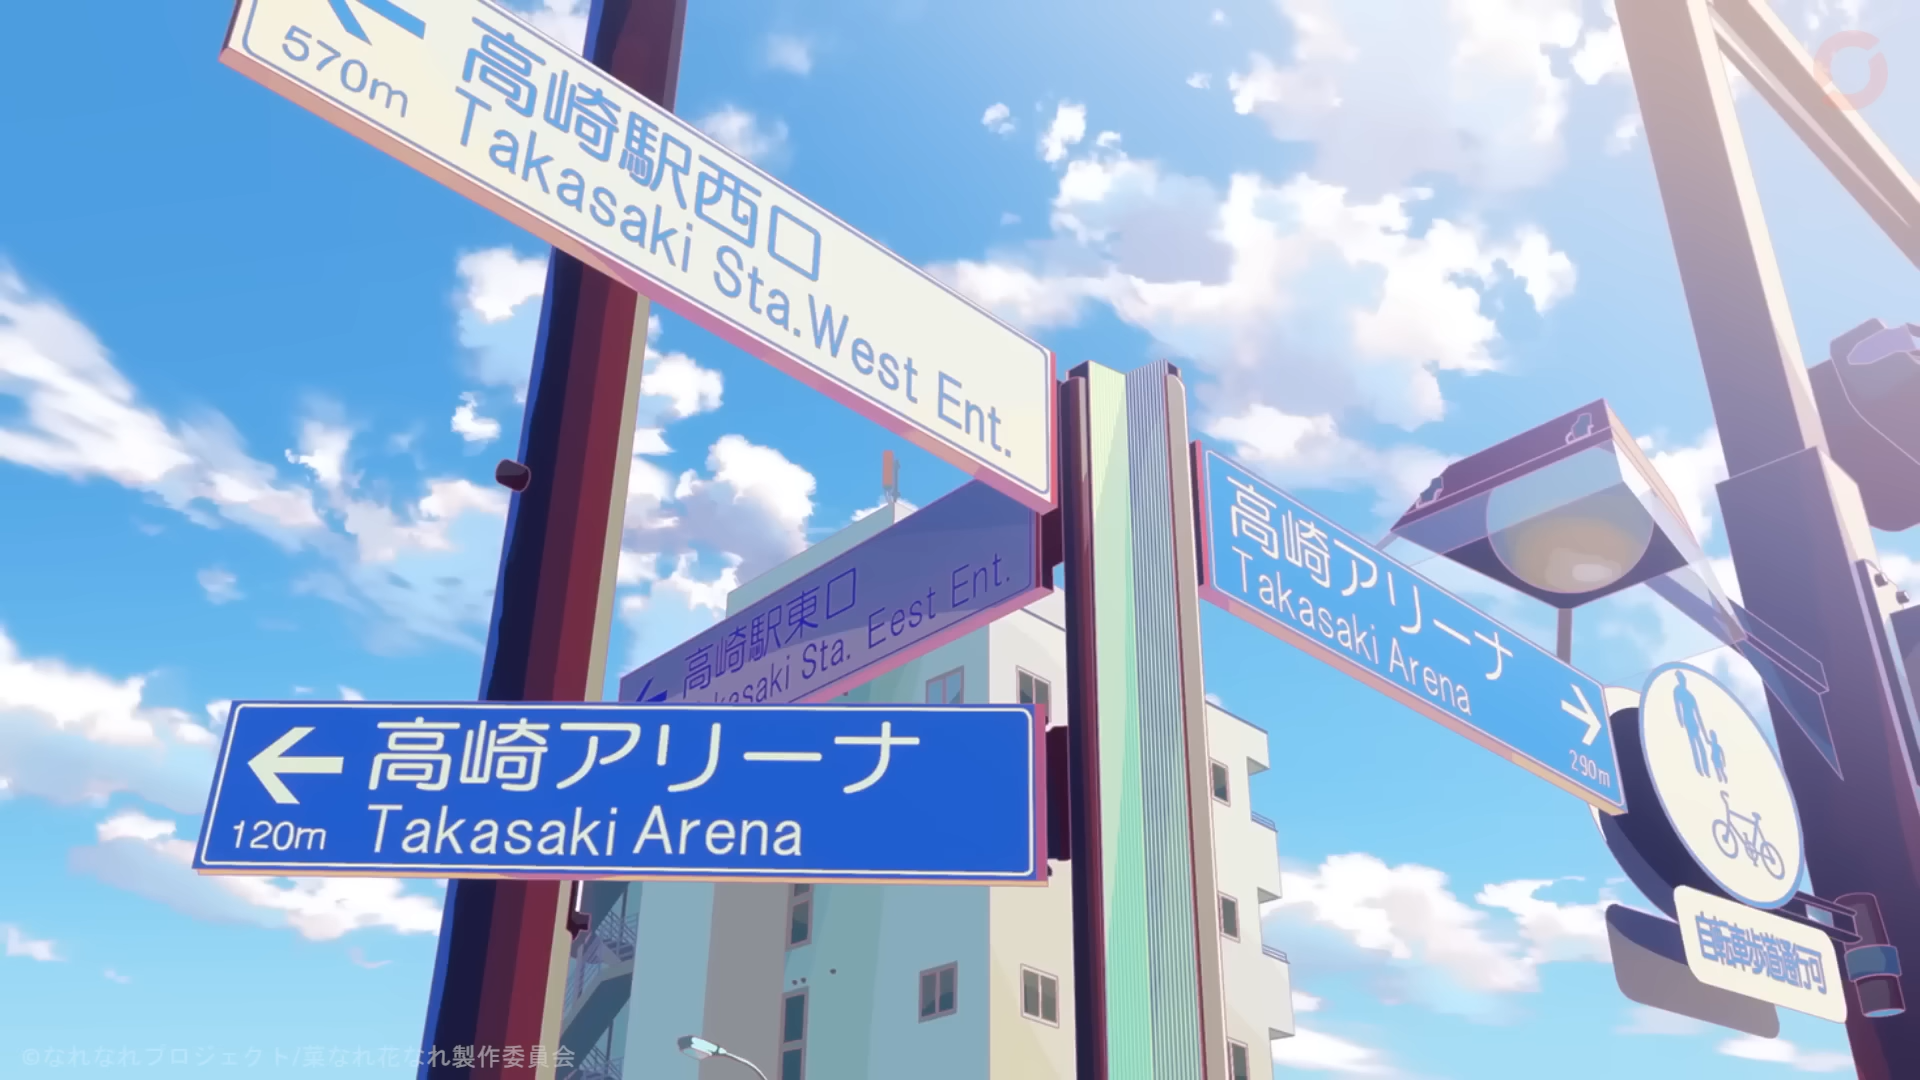 高崎駅西口
Takasaki Sta.West Ent.
570m
高崎駅東口
kasaki Sta. Eest Ent.
高崎アリーナ
Takasaki Arena
120m
高崎アリーナ
Takasaki Arena
290m
自転車歩道通行可
©なれなれプロジェクト/菜なれ花なれ製作委員会